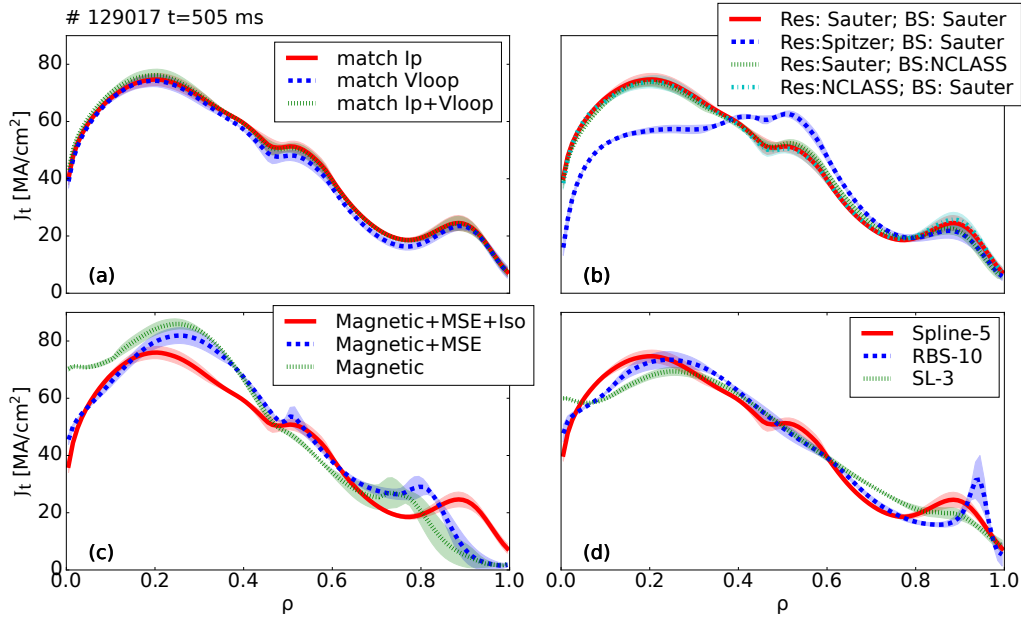 # 129017 t=505 ms
J_t [MA/cm²]
80
60
40
20
0
match Ip
match Vloop
match Ip+Vloop
(a)
Res: Sauter; BS: Sauter
Res:Spitzer; BS: Sauter
Res:Sauter; BS:NCLASS
Res:NCLASS; BS: Sauter
(b)
J_t [MA/cm²]
80
60
40
20
0
Magnetic+MSE+Iso
Magnetic+MSE
Magnetic
(c)
0.0 0.2 0.4 0.6 0.8 1.0
ρ
Spline-5
RBS-10
SL-3
(d)
0.0 0.2 0.4 0.6 0.8 1.0
ρ